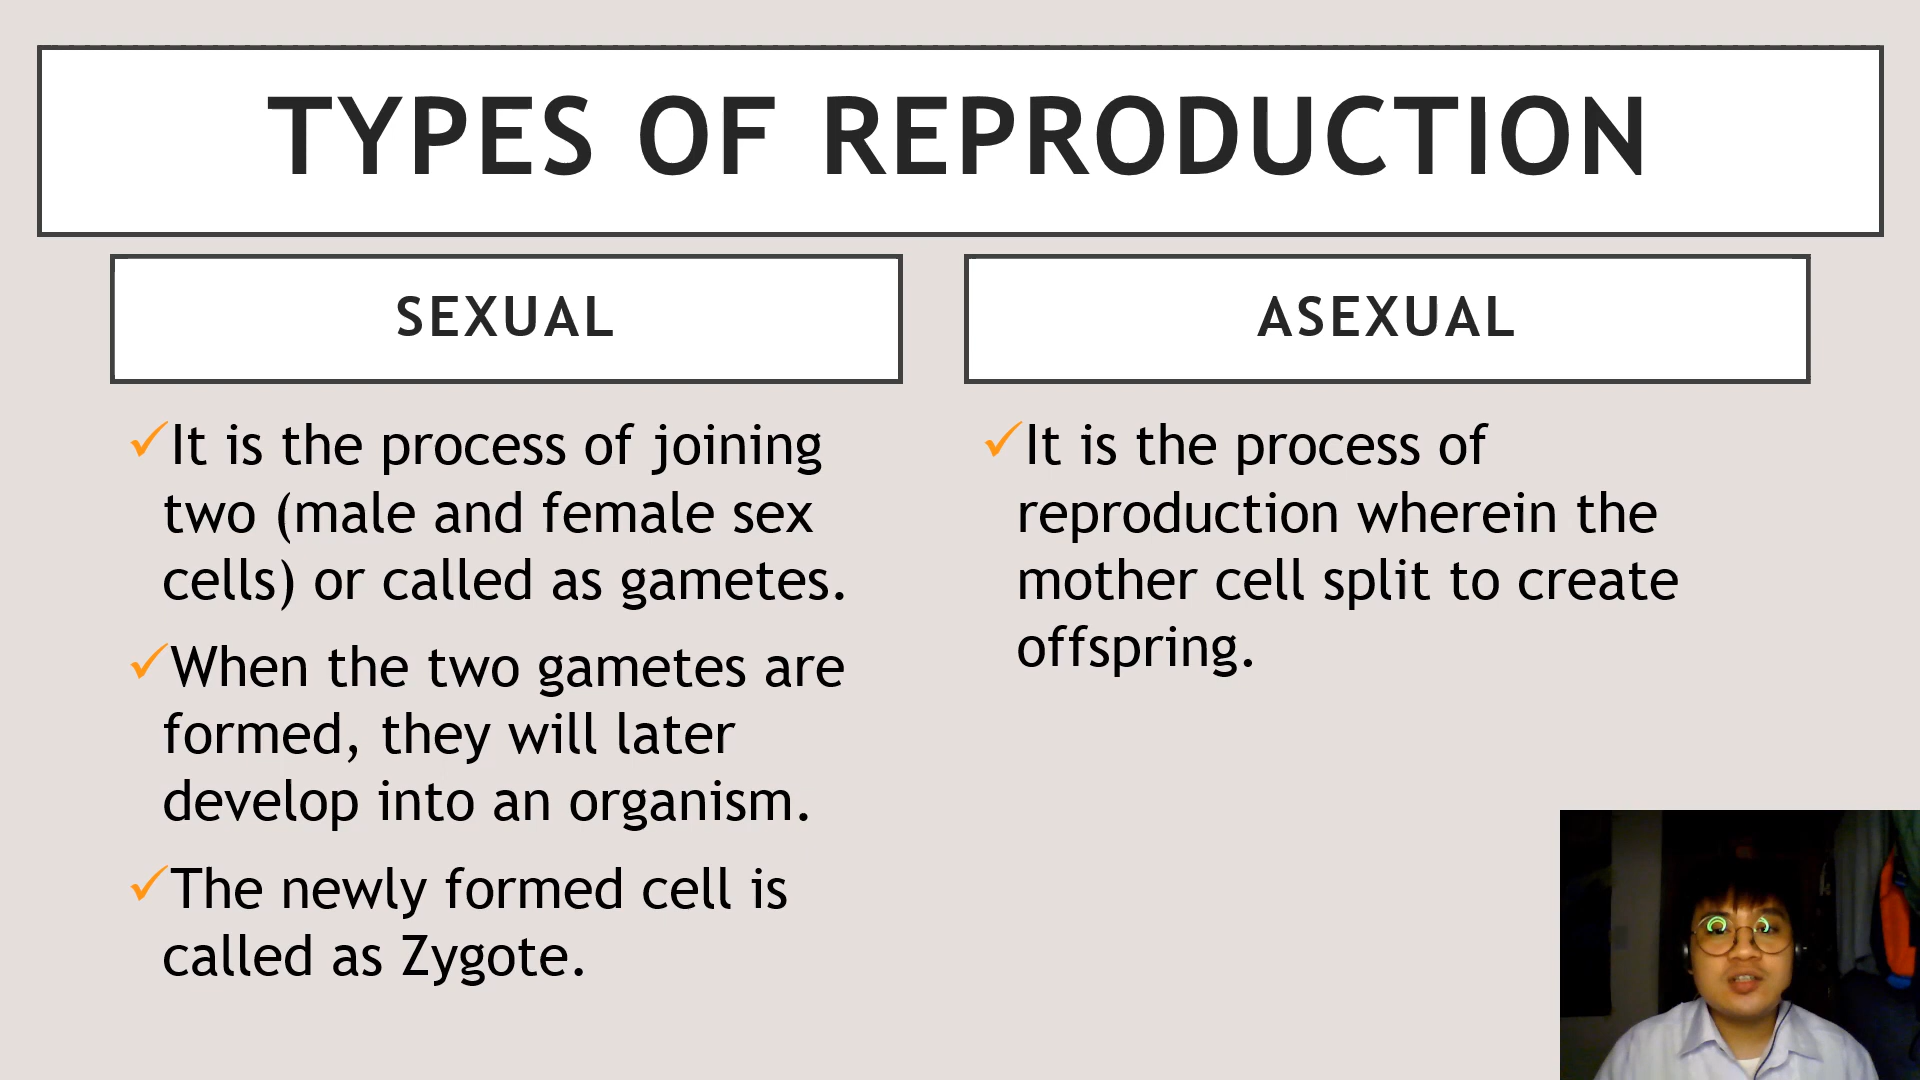 TYPES OF REPRODUCTION
SEXUAL
It is the process of joining
two (male and female sex
cells) or called as gametes.
When the two gametes are
formed, they will later
develop into an organism.
The newly formed cell is
called as Zygote.
ASEXUAL
It is the process of
reproduction wherein the
mother cell split to create
offspring.